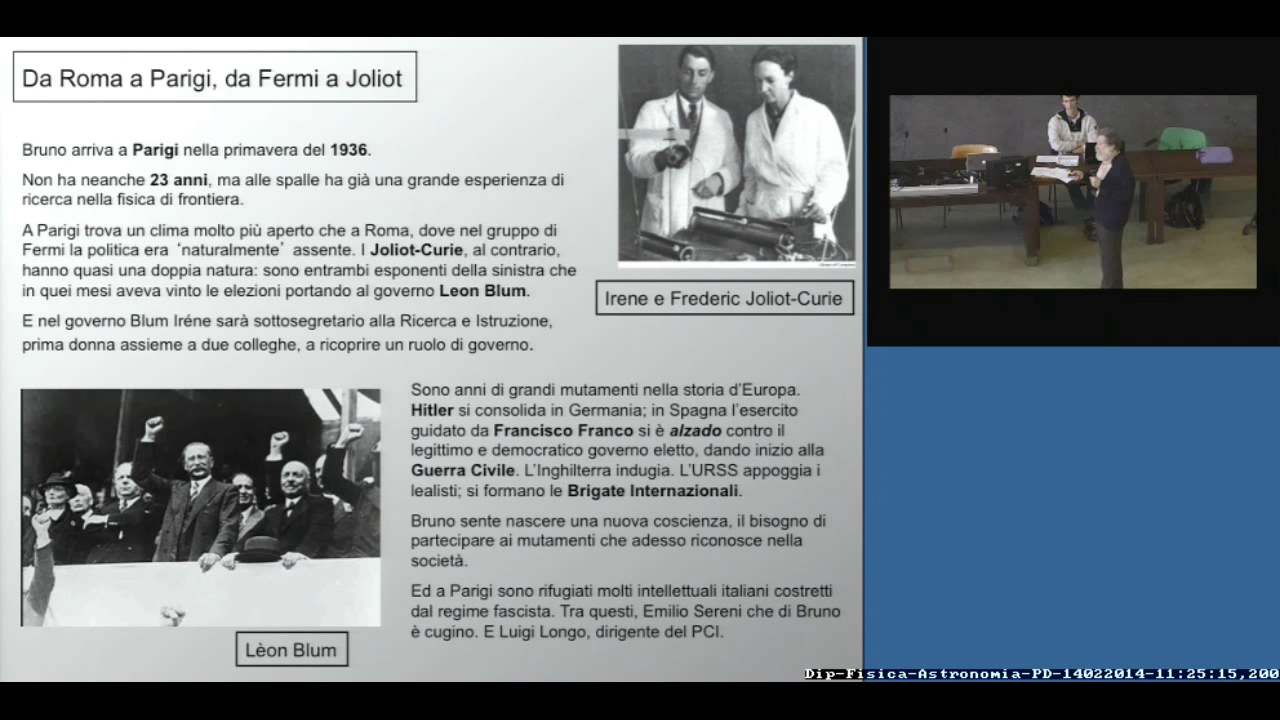 Da Roma a Parigi, da Fermi a Joliot
Bruno arriva a Parigi nella primavera del 1936.
Non ha neanche 23 anni, ma alle spalle ha già una grande esperienza di
ricerca nella fisica di frontiera.
A Parigi trova un clima molto più aperto che a Roma, dove nel gruppo di
Fermi la politica era ‘naturalmente’ assente. I Joliot-Curie, al contrario,
hanno quasi una doppia natura: sono entrambi esponenti della sinistra che
in quei mesi aveva vinto le elezioni portando al governo Leon Blum.
E nel governo Blum Iréne sarà sottosegretario alla Ricerca e Istruzione,
prima donna assieme a due colleghe, a ricoprire un ruolo di governo.
Irene e Frederic Joliot-Curie
Sono anni di grandi mutamenti nella storia d’Europa.
Hitler si consolida in Germania; in Spagna l’esercito
guidato da Francisco Franco si è alzado contro il
legittimo e democratico governo eletto, dando inizio alla
Guerra Civile. L’Inghilterra indugia. L’URSS appoggia i
lealisti; si formano le Brigate Internazionali.
Bruno sente nascere una nuova coscienza, il bisogno di
partecipare ai mutamenti che adesso riconosce nella
società.
Ed a Parigi sono rifugiati molti intellettuali italiani costretti
dal regime fascista. Tra questi, Emilio Sereni che di Bruno
è cugino. E Luigi Longo, dirigente del PCI.
Lèon Blum
Dip-Fisica-Astronomia-PD-14022014-11:25:15,200